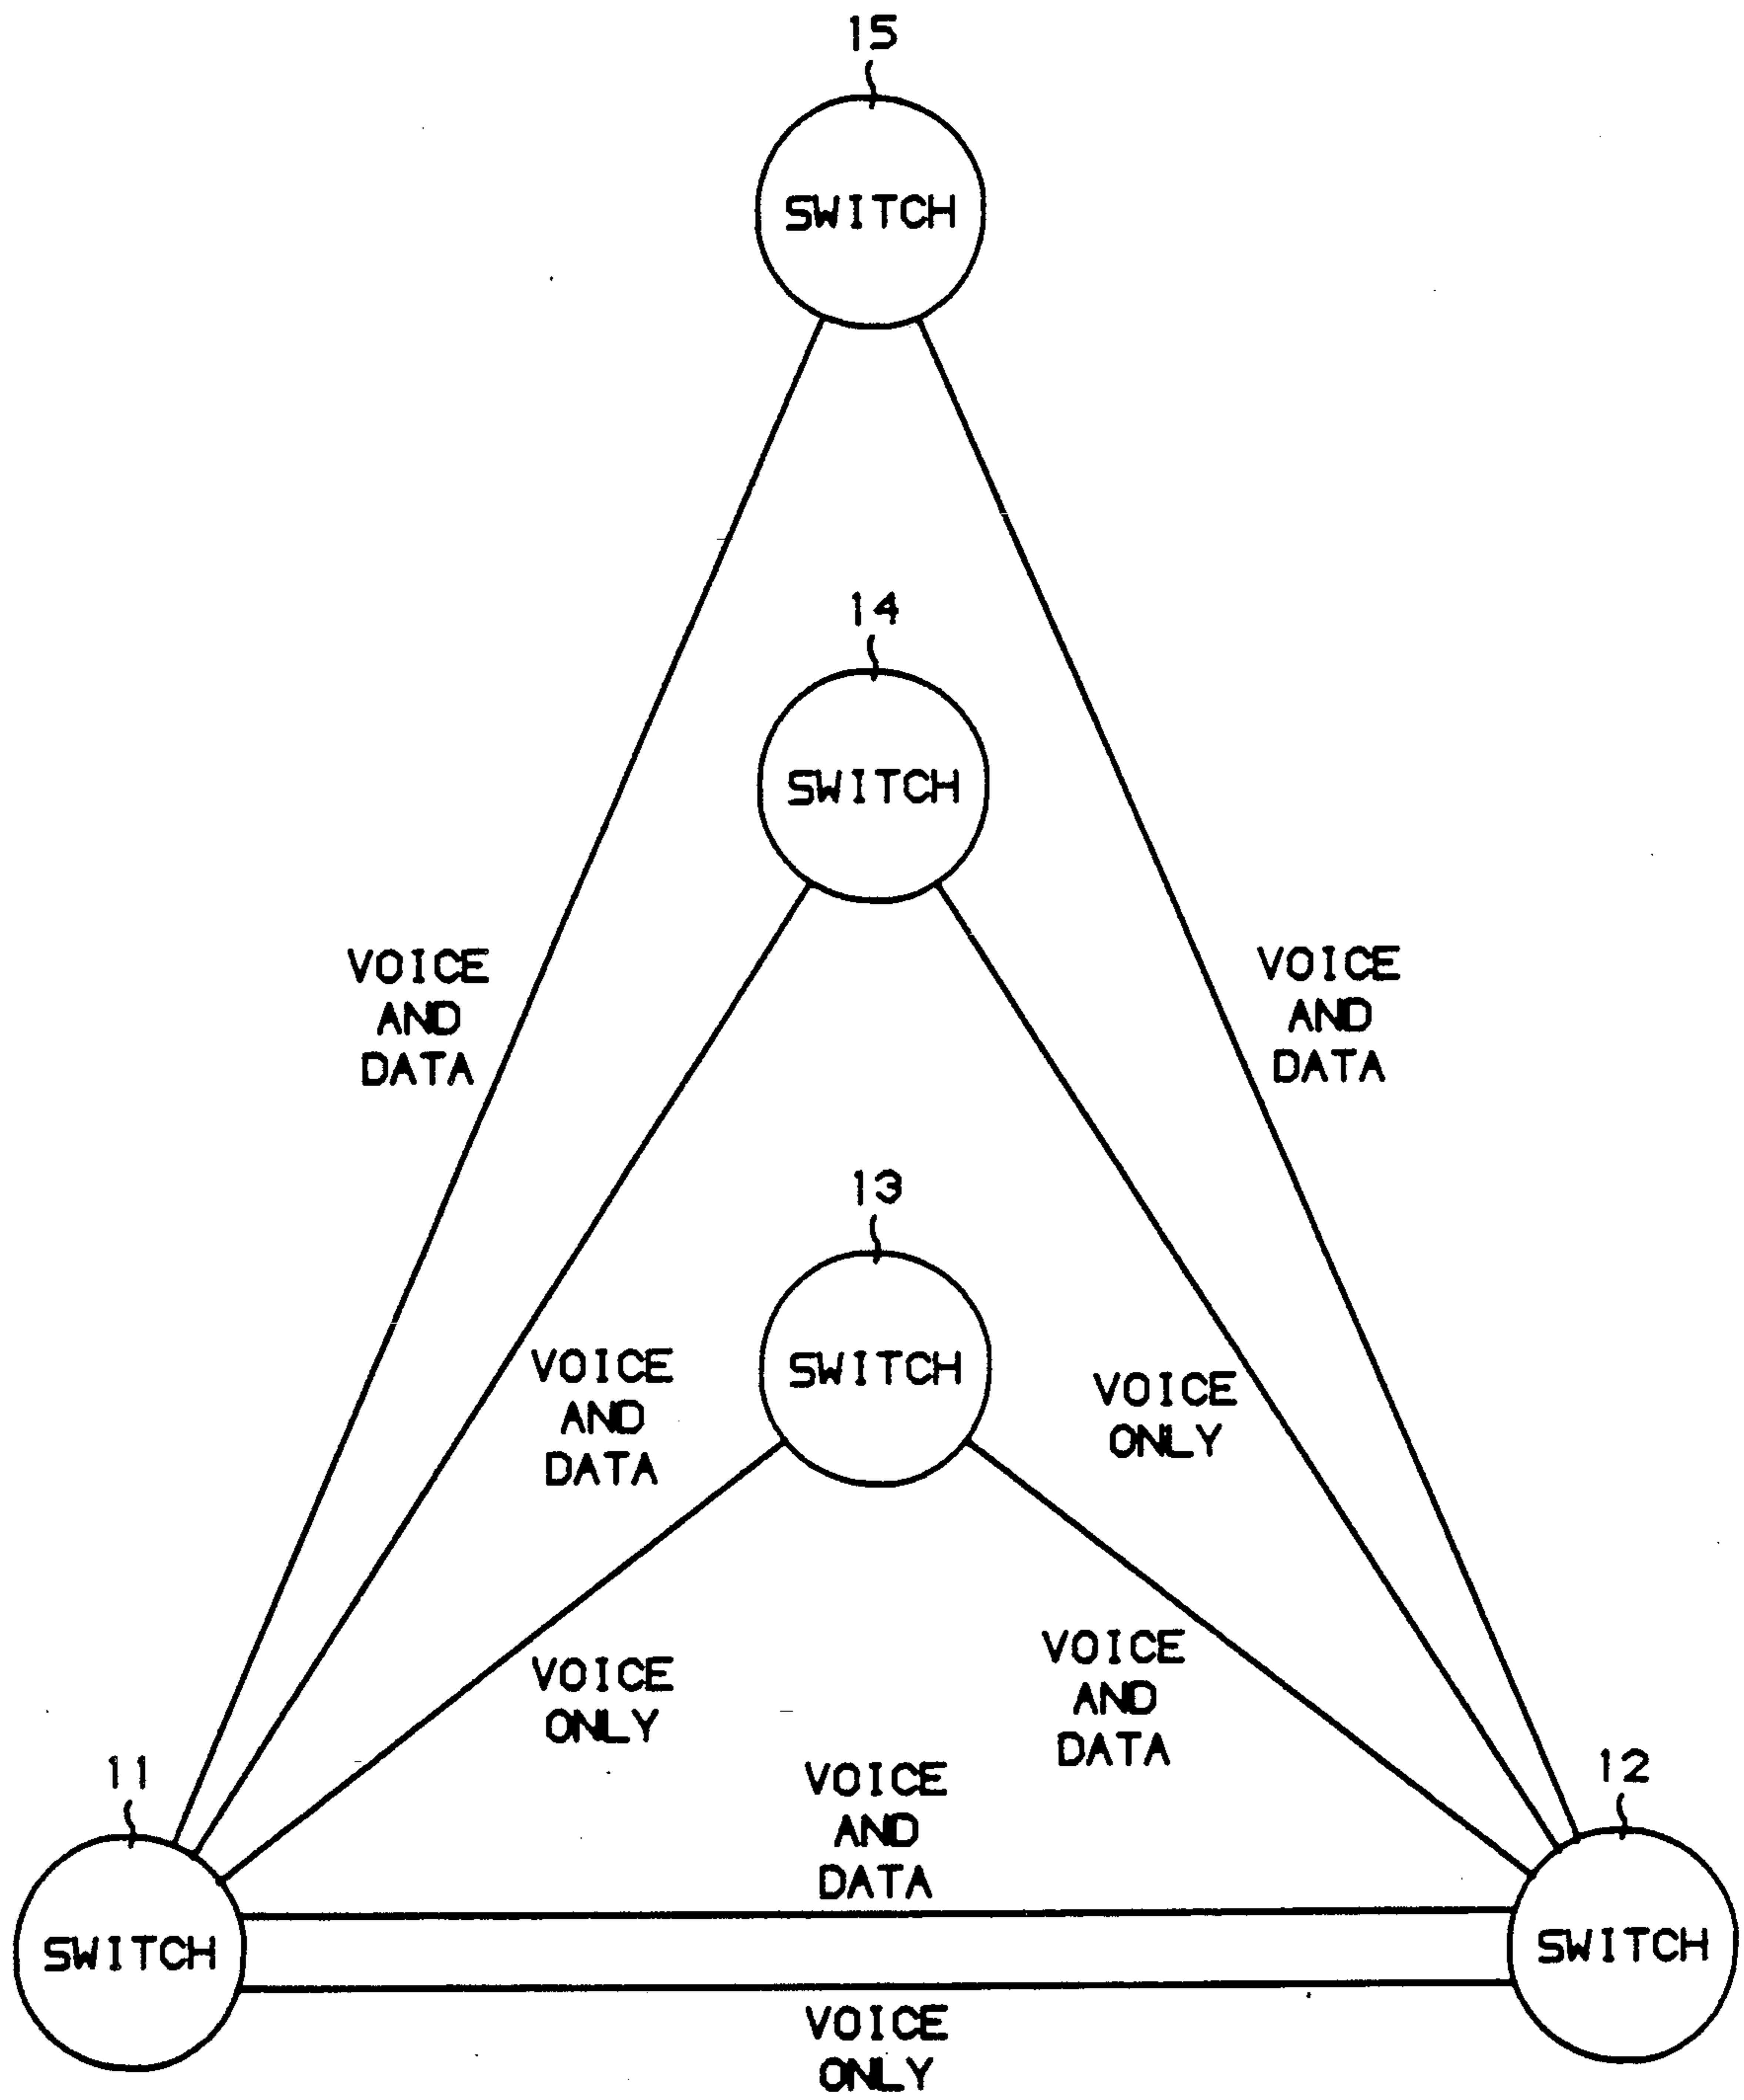 15
SWITCH
14
SWITCH
VOICE
AND
DATA
VOICE
AND
DATA
13
SWITCH
VOICE
AND
DATA
VOICE
ONLY
VOICE
ONLY
VOICE
AND
DATA
11
VOICE
AND
DATA
12
SWITCH
SWITCH
VOICE
ONLY